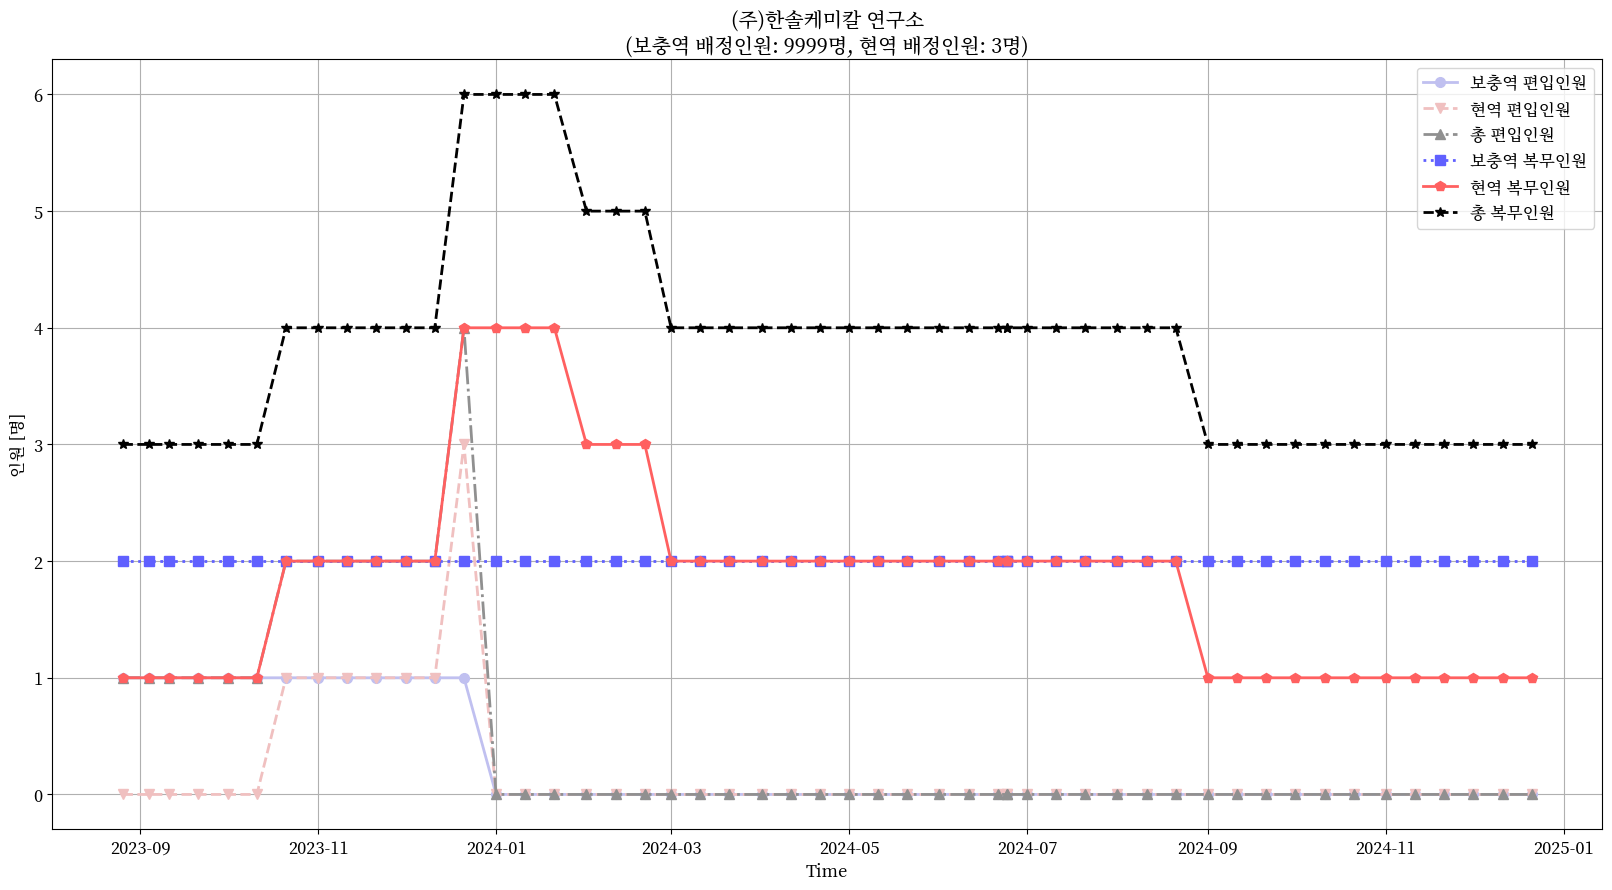 (주)한솔케미칼 연구소
(보충역 배정인원: 9999명, 현역 배정인원: 3명)
보충역 편입인원
현역 편입인원
총 편입인원
보충역 복무인원
현역 복무인원
총 복무인원
인원 [명]
6
5
4
3
2
1
0
2023-09 2023-11 2024-01 2024-03 2024-05 2024-07 2024-09 2024-11 2025-01
Time